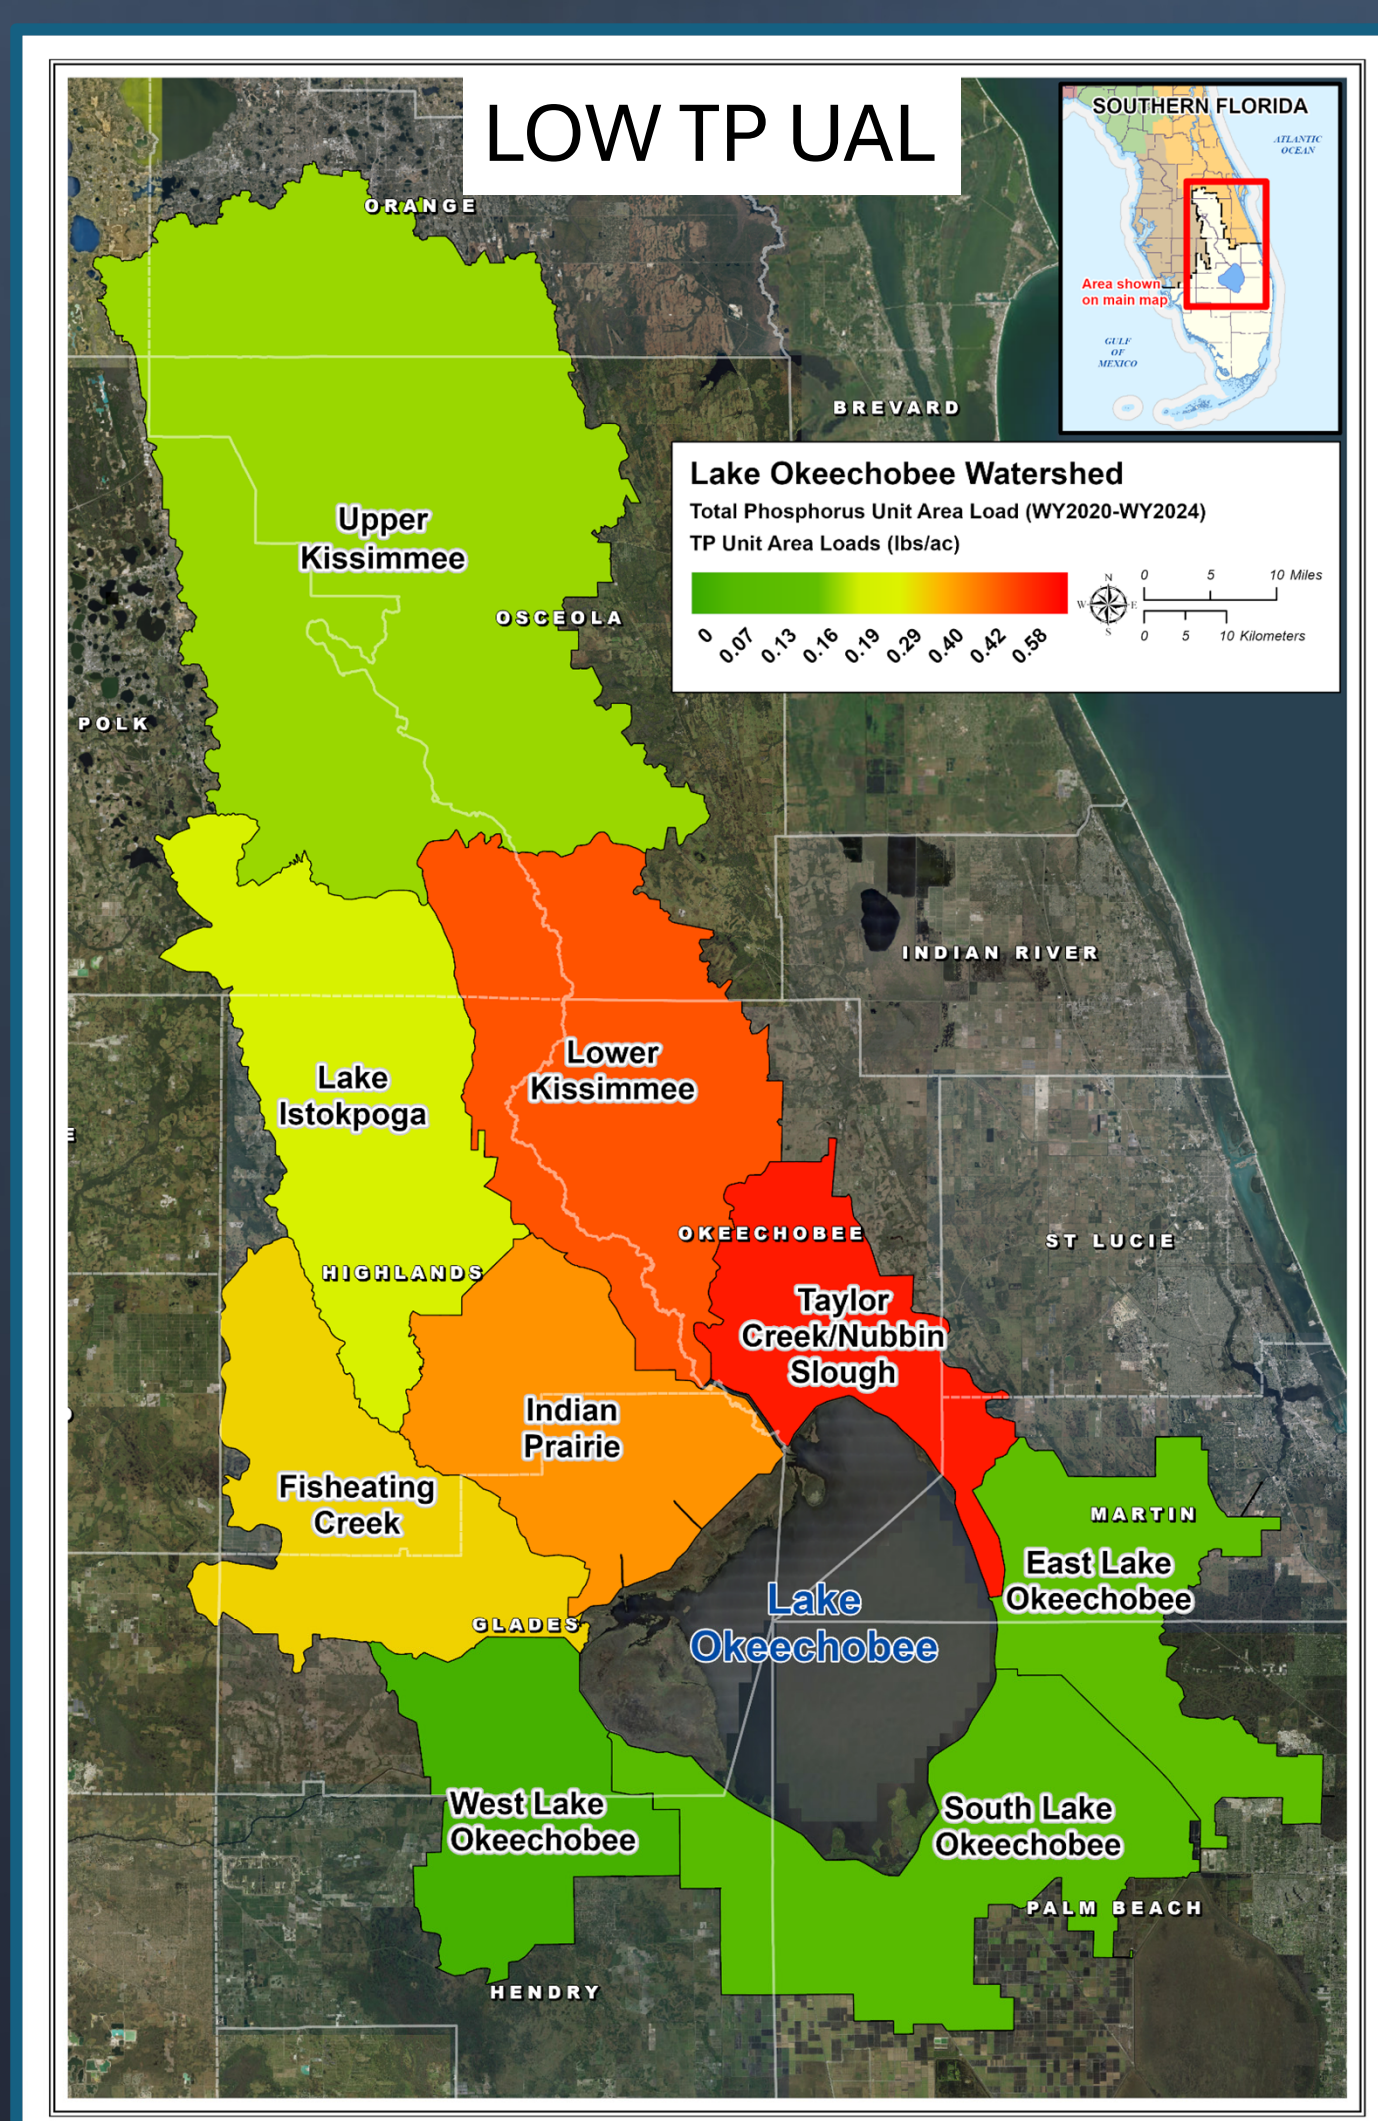 LOW TP UAL
SOUTHERN FLORIDA
ATLANTIC
OCEAN
Area shown
on main map
GULF
OF
MEXICO
ORANGE
BREVARD
Lake Okeechobee Watershed
Total Phosphorus Unit Area Load (WY2020-WY2024)
TP Unit Area Loads (lbs/ac)
0
0.07
0.13
0.16
0.19
0.29
0.40
0.42
0.58
N
W
E
S
0 5 10 Miles
0 5 10 Kilometers
Upper
Kissimmee
OSCEOLA
POLK
INDIAN RIVER
Lower
Kissimmee
Lake
Istokpoga
E
OKEECHOBEE
ST LUCIE
HIGHLANDS
Taylor
Creek/Nubbin
Slough
Indian
Prairie
Fisheating
Creek
MARTIN
East Lake
Okeechobee
Lake
Okeechobee
GLADES
West Lake
Okeechobee
South Lake
Okeechobee
PALM BEACH
HENDRY